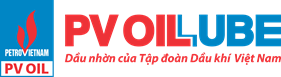 PETROVIETNAM
PV OIL
PV OIL LUBE
Dầu nhờn của Tập đoàn Dầu khí Việt Nam